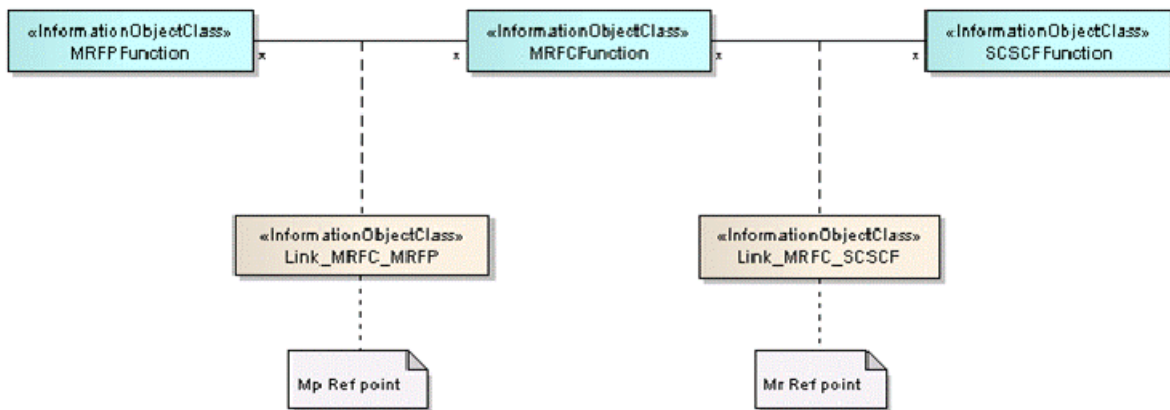 «InformationObjectClass»
MRFPFunction
x
x
«InformationObjectClass»
MRFCFunction
x
x
«InformationObjectClass»
SCSCFFunction
«InformationObjectClass»
Link_MRFC_MRFP
«InformationObjectClass»
Link_MRFC_SCSCF
Mp Ref point
Mr Ref point